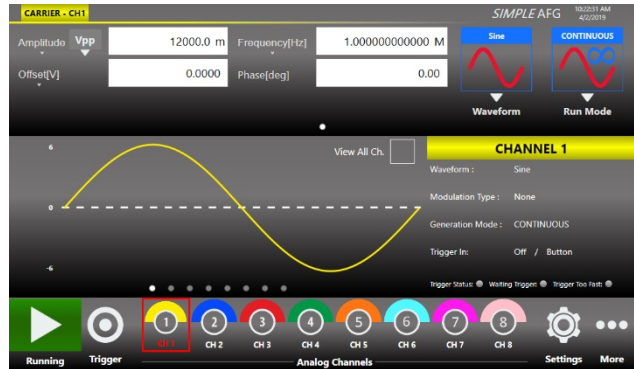 CARRIER - CH1
SIMPLE AFG
10:22:51 AM
4/2/2019
Amplitude Vpp 12000.0 m Frequency[Hz] 1.000000000000 M
Sine
CONTINUOUS
Offset[V] 0.0000 Phase[deg] 0.00
Waveform
Run Mode
6
View All Ch.
CHANNEL 1
Waveform : Sine
Modulation Type : None
0
Generation Mode : CONTINUOUS
Trigger In: Off / Button
-6
Trigger Status: Waiting Trigger: Trigger Too Fast:
1 2 3 4 5 6 7 8
CH 1 CH 2 CH 3 CH 4 CH 5 CH 6 CH 7 CH 8
Running Trigger Analog Channels Settings More